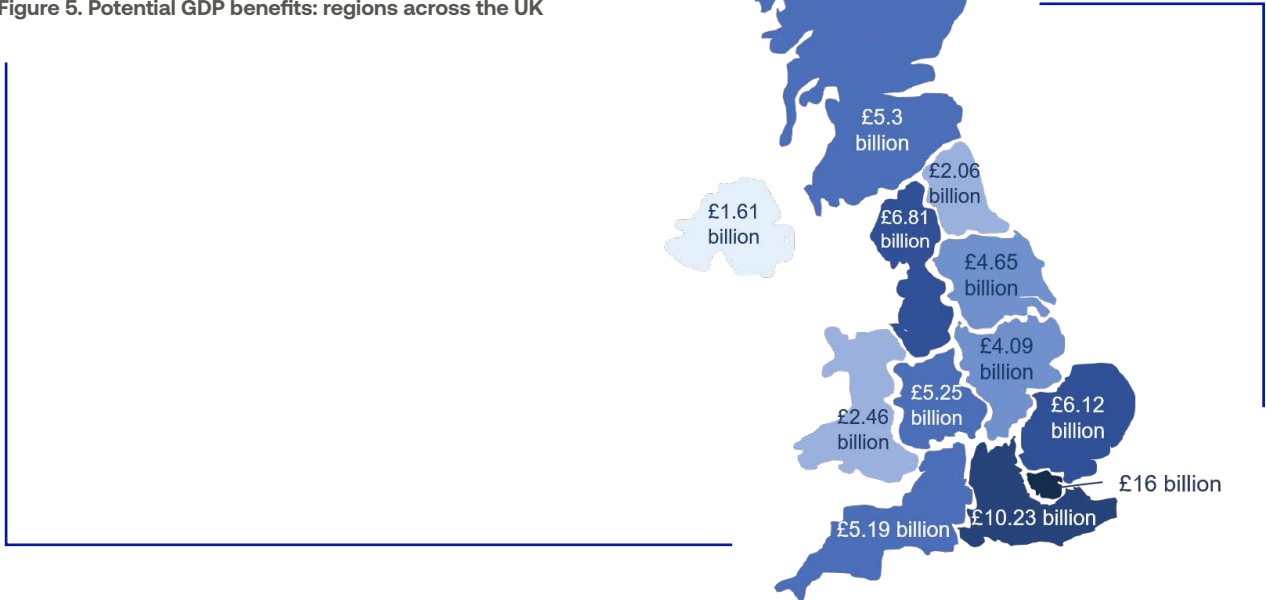 Figure 5. Potential GDP benefits: regions across the UK
£5.3
billion
£2.06
billion
£1.61
billion
£6.81
billion
£4.65
billion
£4.09
billion
£5.25
billion
£6.12
billion
£2.46
billion
£16 billion
£10.23 billion
£5.19 billion